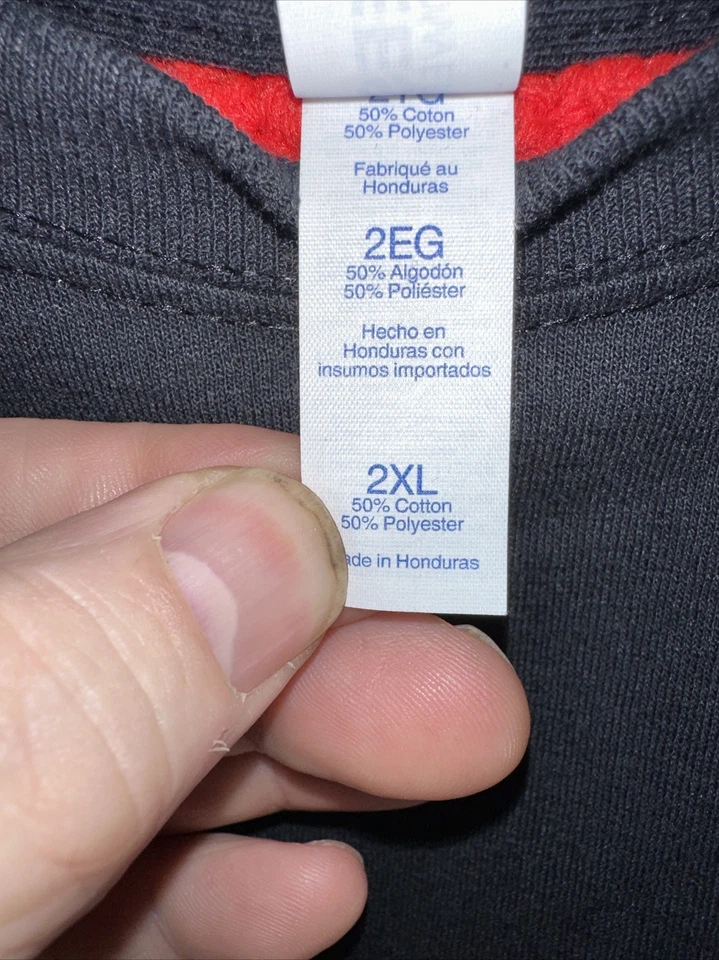 50% Coton
50% Polyester
Fabriqué au
Honduras
2EG
50% Algodón
50% Poliéster
Hecho en
Honduras con
insumos importados
2XL
50% Cotton
50% Polyester
in Honduras